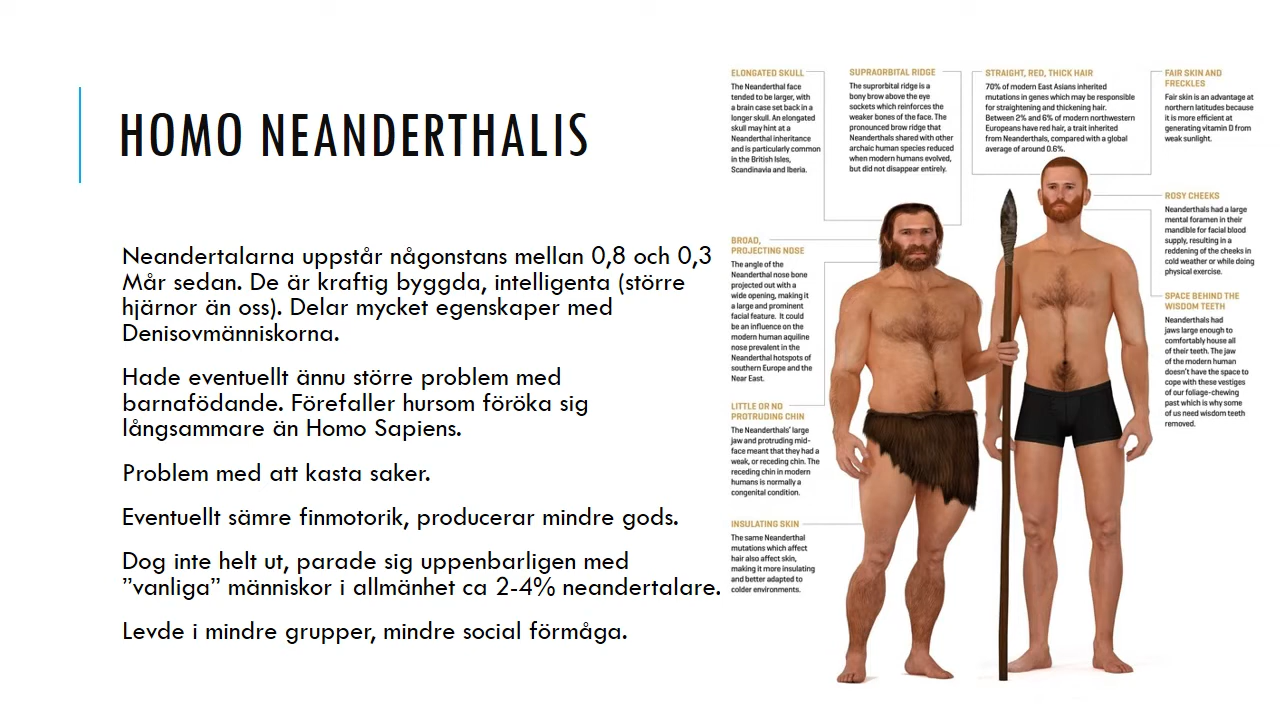 HOMO NEANDERTHALIS
Neandertalarna uppstår någonstans mellan 0,8 och 0,3
Mår sedan. De är kraftig byggda, intelligenta (större
hjärnor än oss). Delar mycket egenskaper med
Denisovmänniskorna.
Hade eventuellt ännu större problem med
barnafödande. Förefaller hursom föröka sig
långsammare än Homo Sapiens.
Problem med att kasta saker.
Eventuellt sämre finmotorik, producerar mindre gods.
Dog inte helt ut, parade sig uppenbarligen med
”vanliga” människor i allmänhet ca 2-4% neandertalare.
Levde i mindre grupper, mindre social förmåga.
ELONGATED SKULL
The Neanderthal face
tended to be larger, with
a brain case set back in a
longer skull. An elongated
skull may hint at a
Neanderthal inheritance
and is particularly common
in the British Isles,
Scandinavia and Iberia.
SUPRAORBITAL RIDGE
The suprorbital ridge is a
bony brow above the eye
sockets which reinforces the
weaker bones of the face. The
pronounced brow ridge that
Neanderthals shared with other
archaic human species reduced
when modern humans evolved,
but did not disappear entirely.
STRAIGHT, RED, THICK HAIR
70% of modern East Asians inherited
mutations in genes which may be responsible
for straightening and thickening hair.
Between 2% and 6% of modern northwestern
Europeans have red hair, a trait inherited
from Neanderthals, compared with a global
average of around 0.6%.
FAIR SKIN AND
FRECKLES
Fair skin is an advantage at
northern latitudes because
it is more efficient at
generating vitamin D from
weak sunlight.
BROAD,
PROJECTING NOSE
The angle of the
Neanderthal nose bone
projected out with a
wide opening, making it
a large and prominent
facial feature. It could
be an influence on the
modern human aquiline
nose prevalent in the
Neanderthal hotspots of
southern Europe and the
Near East.
LITTLE OR NO
PROTRUDING CHIN
The Neanderthals’ large
jaw and protruding mid-
face meant that they had a
weak, or receding chin. The
receding chin in modern
humans is normally a
congenital condition.
INSULATING SKIN
The same Neanderthal
mutations which affect
hair also affect skin,
making it more insulating
and better adapted to
colder environments.
ROSY CHEEKS
Neanderthals had a large
mental foramen in their
mandible for facial blood
supply, resulting in a
reddening of the cheeks in
cold weather or while doing
physical exercise.
SPACE BEHIND THE
WISDOM TEETH
Neanderthals had
jaws large enough to
comfortably house all
of their teeth. The jaw
of the modern human
doesn’t have the space to
cope with these vestiges
of our foliage-chewing
past which is why some
of us need wisdom teeth
removed.